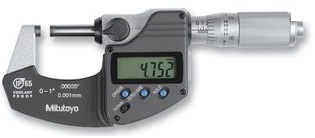 4.752
IP65
COOLANT
PROOF
0-1"
.00005"
0.001mm
Mitutoyo